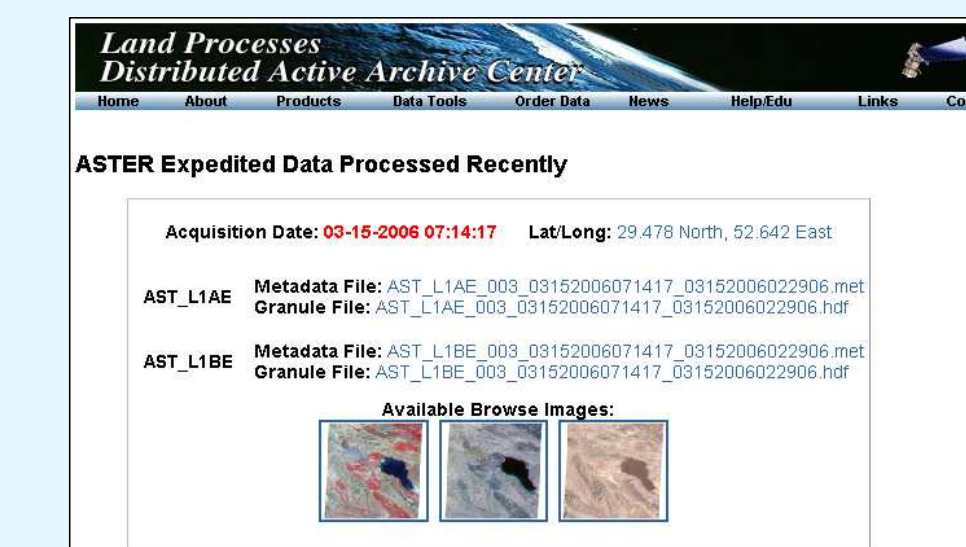 Land Processes
Distributed Active Archive Center
Home About Products Data Tools Order Data News Help/Edu Links Co
ASTER Expedited Data Processed Recently
Acquisition Date: 03-15-2006 07:14:17 Lat/Long: 29.478 North, 52.642 East
AST_L1AE
Metadata File: AST_L1AE_003_03152006071417_03152006022906.met
Granule File: AST_L1AE_003_03152006071417_03152006022906.hdf
AST_L1BE
Metadata File: AST_L1BE_003_03152006071417_03152006022906.met
Granule File: AST_L1BE_003_03152006071417_03152006022906.hdf
Available Browse Images: